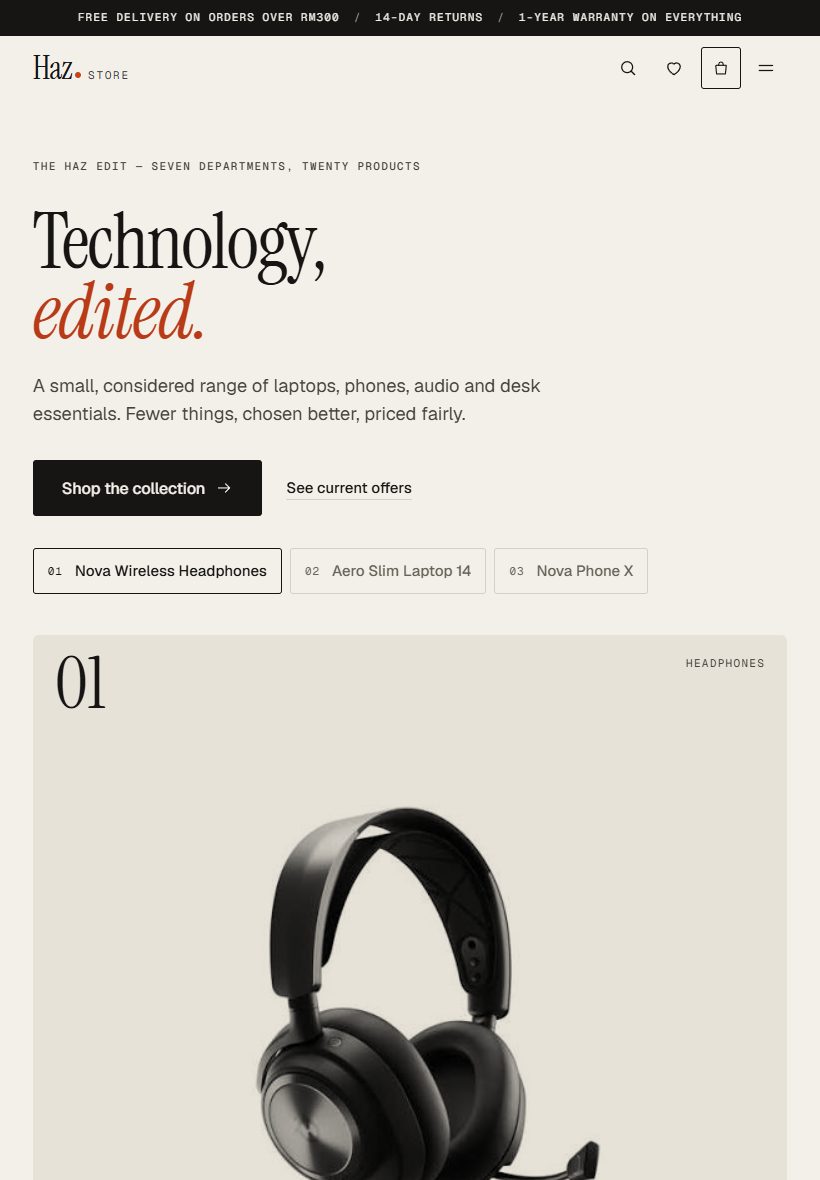 FREE DELIVERY ON ORDERS OVER RM300 / 14-DAY RETURNS / 1-YEAR WARRANTY ON EVERYTHING
Haz. STORE
THE HAZ EDIT — SEVEN DEPARTMENTS, TWENTY PRODUCTS
Technology,
edited.
A small, considered range of laptops, phones, audio and desk
essentials. Fewer things, chosen better, priced fairly.
Shop the collection → See current offers
01 Nova Wireless Headphones 02 Aero Slim Laptop 14 03 Nova Phone X
01 HEADPHONES